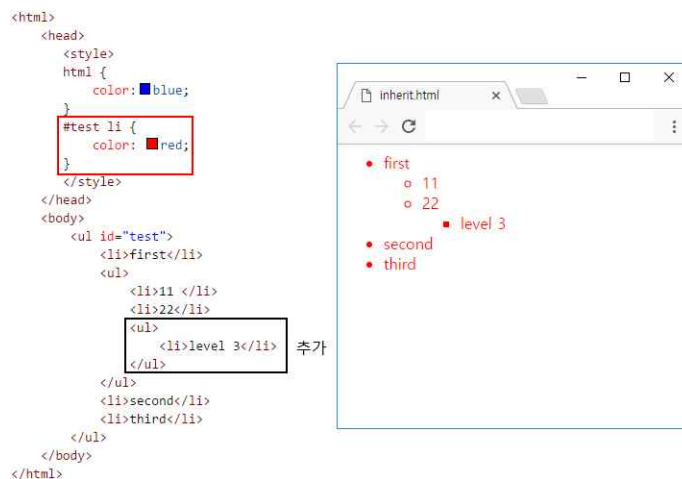 <html>
<head>
<style>
html {
color: blue;
}
#test li {
color: red;
}
</style>
</head>
<body>
<ul id="test">
<li>first</li>
<ul>
<li>11 </li>
<li>22</li>
<ul>
<li>level 3</li>
</ul>
추가
</ul>
<li>second</li>
<li>third</li>
</ul>
</body>
</html>
inherit.html
first
11
22
level 3
second
third